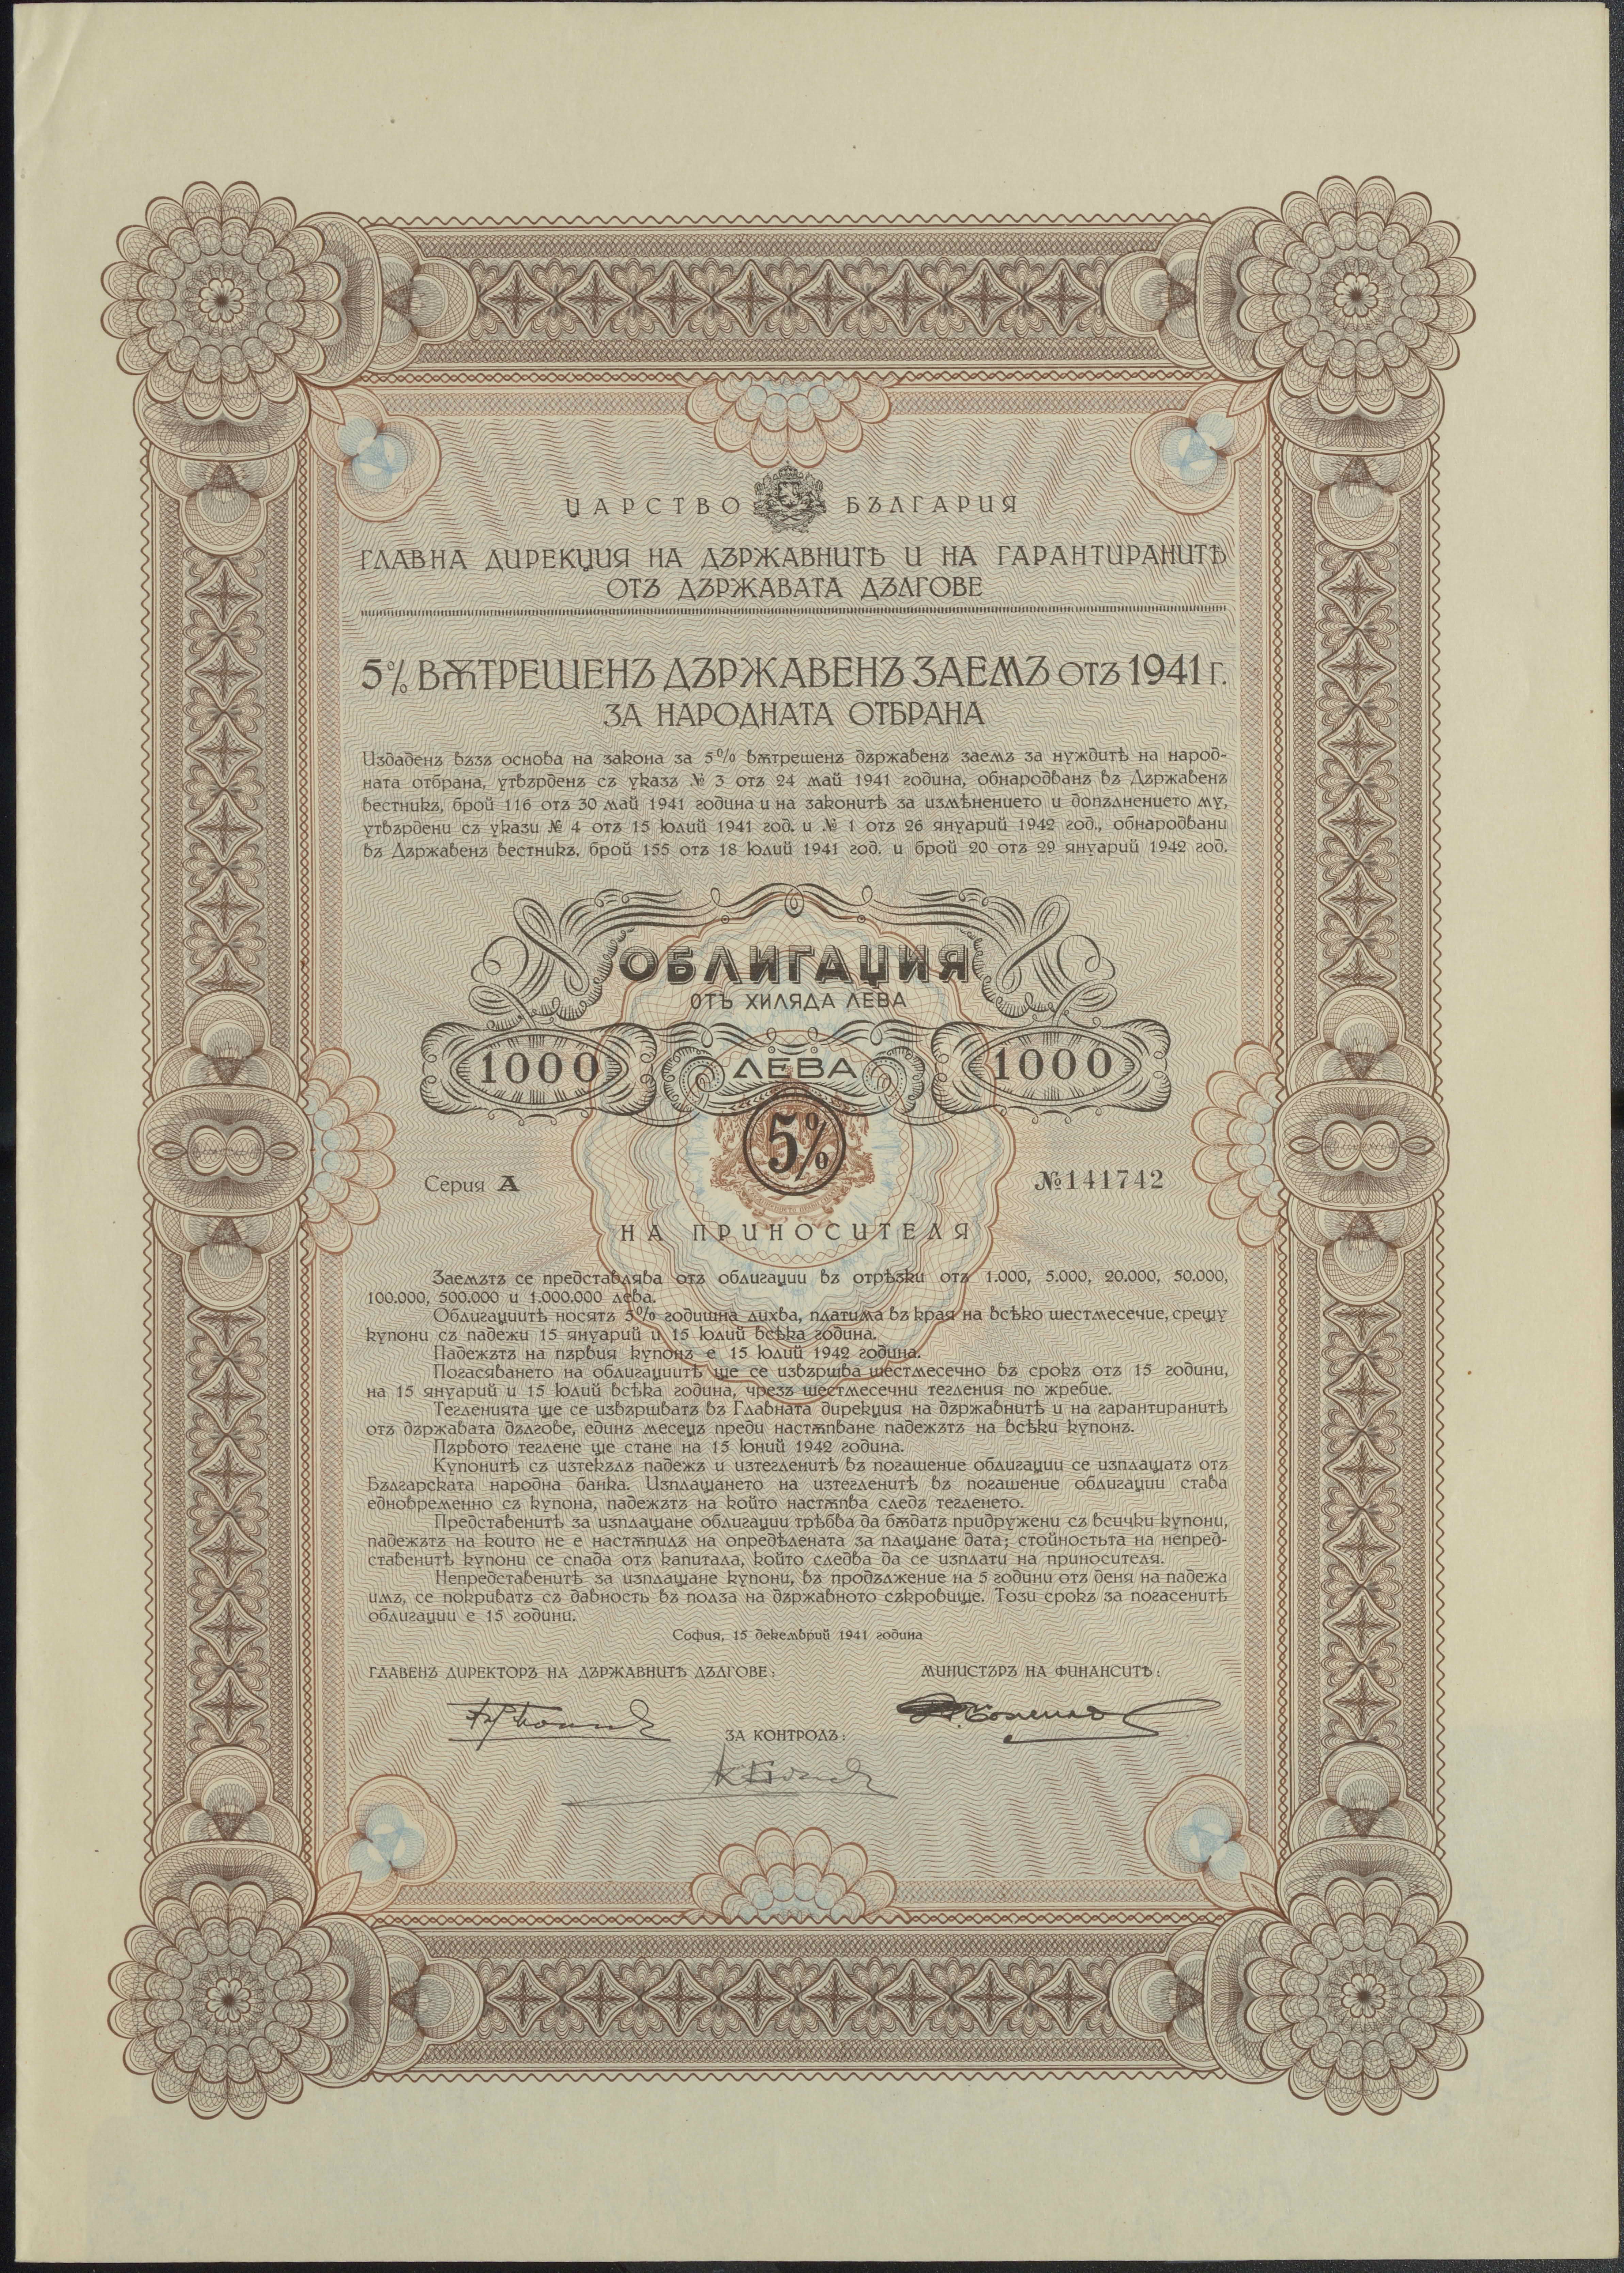 ЦАРСТВО БЪЛГАРИЯ
ГЛАВНА ДИРЕКЦИЯ НА ДЪРЖАВНИТѢ И НА ГАРАНТИРАНИТѢ
ОТЪ ДЪРЖАВАТА ДЪЛГОВЕ
5% ВѪТРЕШЕНЪ ДЪРЖАВЕНЪ ЗАЕМЪ ОТЪ 1941 Г.
ЗА НАРОДНАТА ОТБРАНА
Издаденъ възъ основа на закона за 5% вѫтрешенъ държавенъ заемъ за нуждитѣ на народ-
ната отбрана, утвърденъ съ указъ № 3 отъ 24 май 1941 година, обнародванъ въ Държавенъ
вестникъ, брой 116 отъ 30 май 1941 година и на законитѣ за измѣнението и допълнението му,
утвърдени съ укази № 4 отъ 15 юлий 1941 год. и № 1 отъ 26 януарий 1942 год., обнародвани
въ Държавенъ вестникъ, брой 155 отъ 18 юлий 1941 год. и брой 20 отъ 29 януарий 1942 год.
ОБЛИГАЦИЯ
ОТЪ ХИЛЯДА ЛЕВА
1000 ЛЕВА 1000
5%
Серия А №141742
НА ПРИНОСИТЕЛЯ
Заемътъ се представлява отъ облигации въ отрѣзки отъ 1.000, 5.000, 20.000, 50.000,
100.000, 500.000 и 1.000.000 лева.
Облигациитѣ носятъ 5% годишна лихва, платима въ края на всѣко шестмесечие, срещу
купони съ падежи 15 януарий и 15 юлий всѣка година.
Падежътъ на първия купонъ е 15 юлий 1942 година.
Погасяването на облигациитѣ ще се извършва шестмесечно въ срокъ отъ 15 години,
на 15 януарий и 15 юлий всѣка година, чрезъ шестмесечни тегления по жребие.
Тегленията ще се извършватъ въ Главната дирекция на държавнитѣ и на гарантиранитѣ
отъ държавата дългове, единъ месецъ преди настѫпване падежътъ на всѣки купонъ.
Първото теглене ще стане на 15 юний 1942 година.
Купонитѣ съ изтекълъ падежъ и изтегленитѣ въ погашение облигации се изплащатъ отъ
Българската народна банка. Изплащането на изтегленитѣ въ погашение облигации става
едновременно съ купона, падежътъ на който настѫпва следъ тегленето.
Представенитѣ за изплащане облигации трѣбва да бѫдатъ придружени съ всички купони,
падежътъ на които не е настѫпилъ на опредѣлената за плащане дата; стойностьта на непред-
ставенитѣ купони се спада отъ капитала, който следва да се изплати на приносителя.
Непредставенитѣ за изплащане купони, въ продължение на 5 години отъ деня на падежа
имъ, се покриватъ съ давность въ полза на държавното съкровище. Този срокъ за погасенитѣ
облигации е 15 години.
София, 15 декемврий 1941 година
ГЛАВЕНЪ ДИРЕКТОРЪ НА ДЪРЖАВНИТѢ ДЪЛГОВЕ: МИНИСТЪРЪ НА ФИНАНСИТѢ:
ЗА КОНТРОЛЪ: